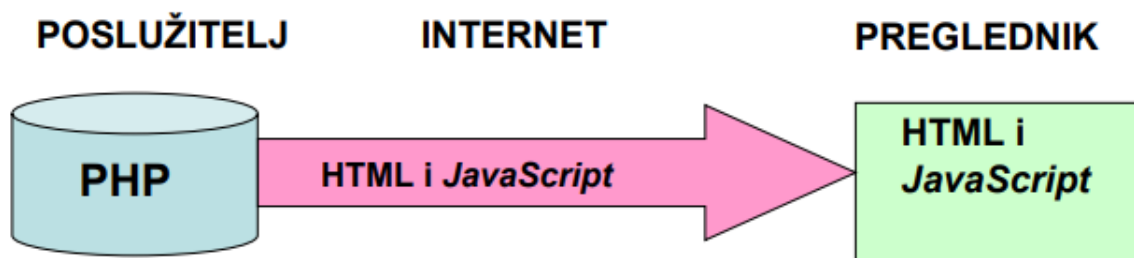 POSLUŽITELJ INTERNET PREGLEDNIK
PHP
HTML i JavaScript
HTML i
JavaScript